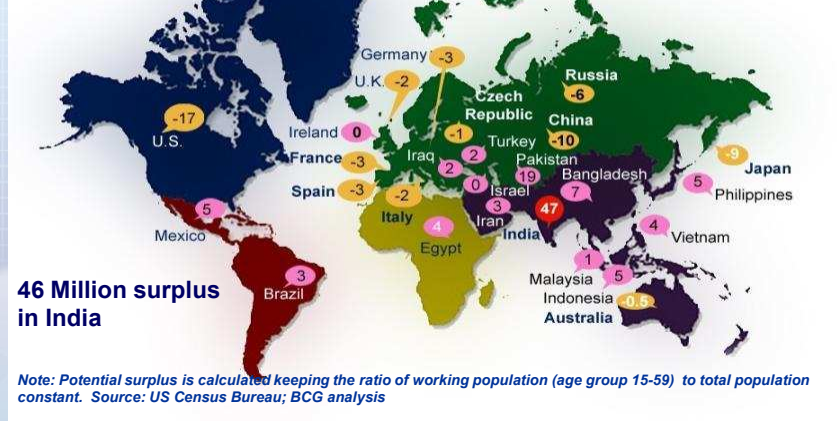 Germany
-3
U.K.
-2
Russia
-6
-17
U.S.
Czech
Republic
-1
China
-10
Ireland
0
Turkey
2
France
-3
Iraq
2
Pakistan
19
Bangladesh
7
-9
Japan
Spain
-3
-2
Italy
0
Israel
5
Philippines
5
Mexico
3
Iran
47
India
4
Egypt
4
Vietnam
3
Brazil
1
Malaysia
5
Indonesia
-0.5
Australia
46 Million surplus
in India
Note: Potential surplus is calculated keeping the ratio of working population (age group 15-59) to total population
constant. Source: US Census Bureau; BCG analysis